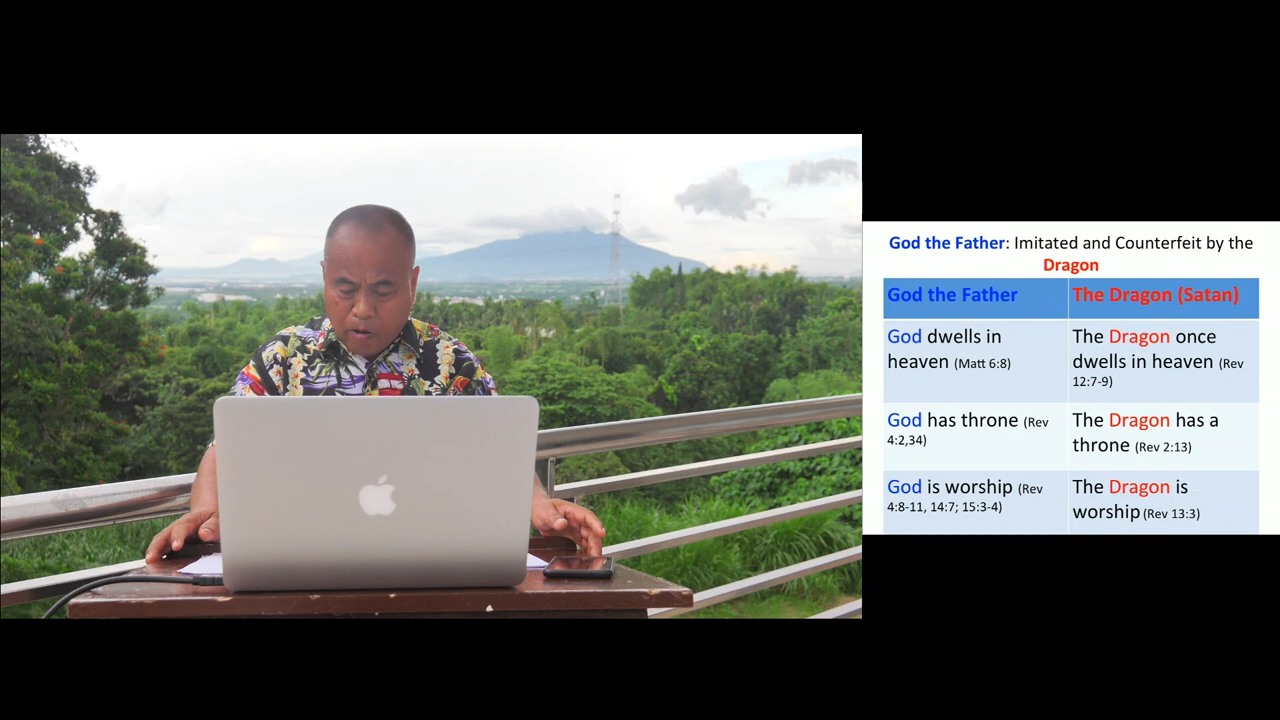 God the Father: Imitated and Counterfeit by the
Dragon
God the Father The Dragon (Satan)
God dwells in The Dragon once
heaven (Matt 6:8) dwells in heaven (Rev
12:7-9)
God has throne (Rev The Dragon has a
4:2,34) throne (Rev 2:13)
God is worship (Rev The Dragon is
4:8-11, 14:7; 15:3-4) worship (Rev 13:3)